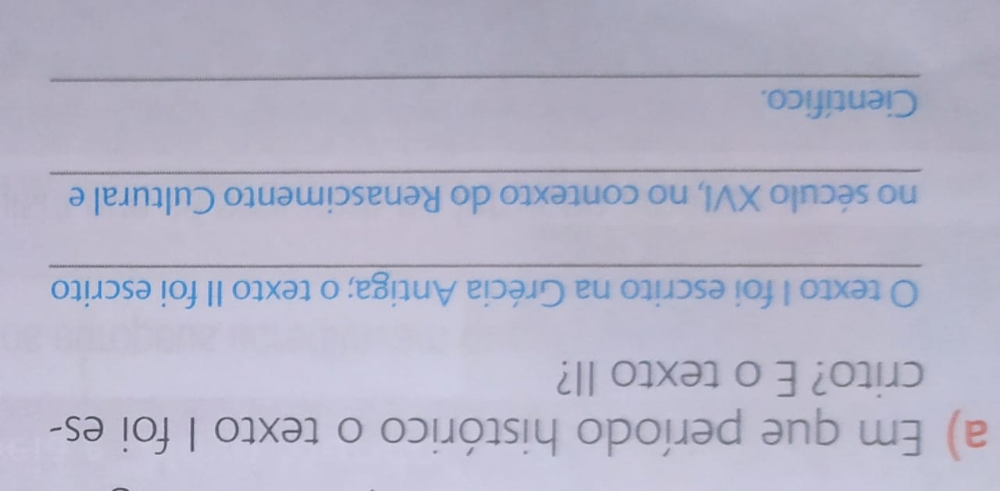 a) Em que período histórico o texto I foi es-
crito? E o texto II?
O texto I foi escrito na Grécia Antiga; o texto II foi escrito
no século XVI, no contexto do Renascimento Cultural e
Científico.